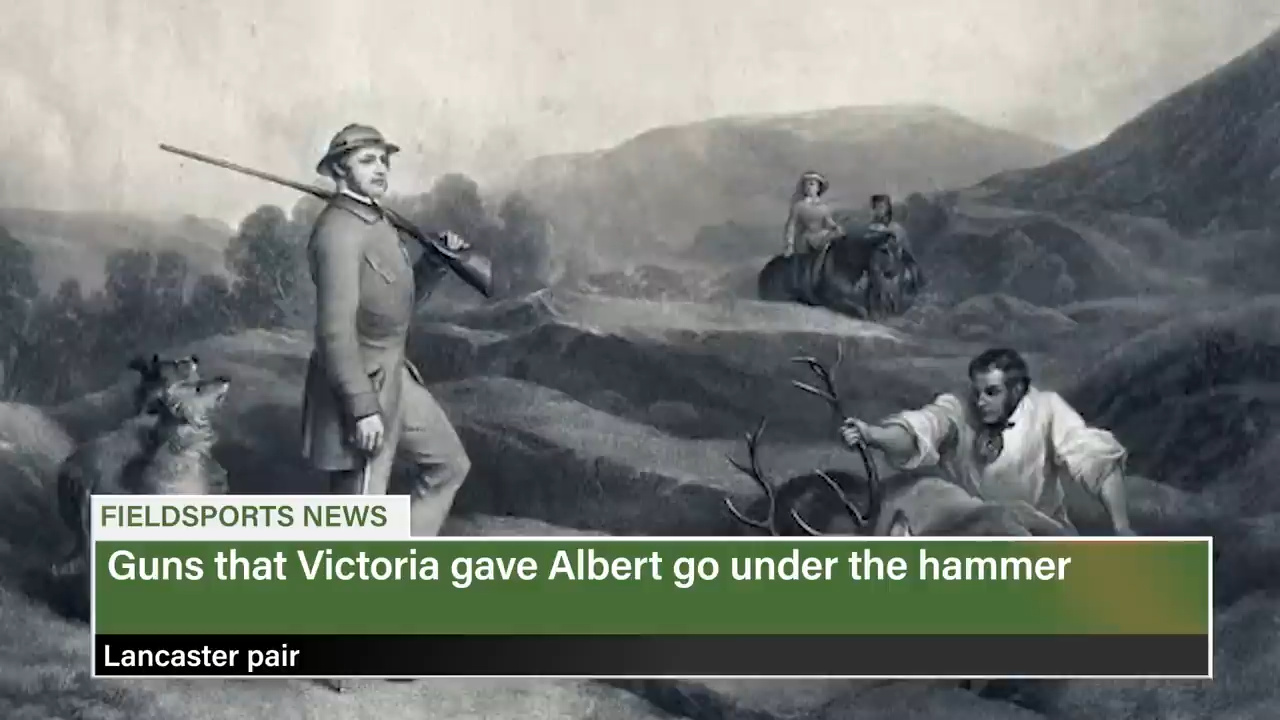 FIELDSPORTS NEWS
Guns that Victoria gave Albert go under the hammer
Lancaster pair